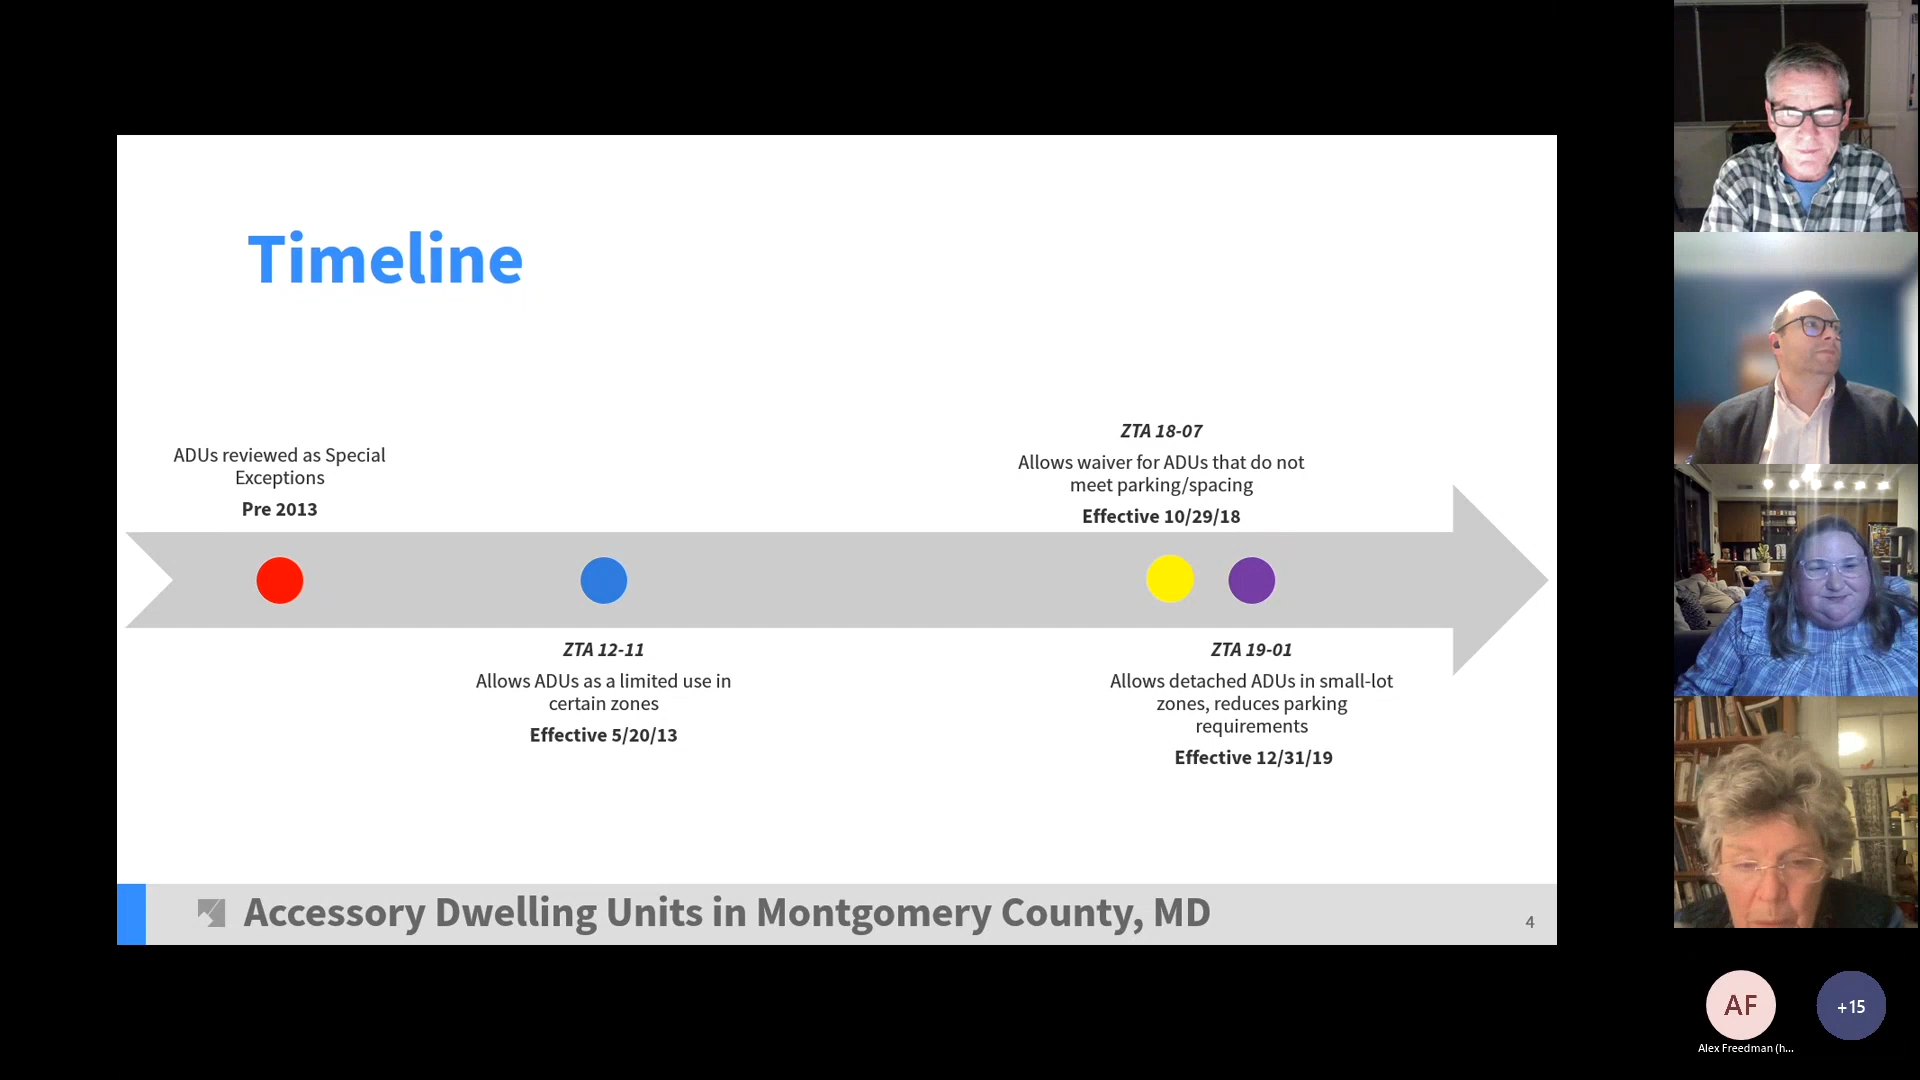 Timeline
ADUs reviewed as Special
Exceptions
Pre 2013
ZTA 12-11
Allows ADUs as a limited use in
certain zones
Effective 5/20/13
ZTA 18-07
Allows waiver for ADUs that do not
meet parking/spacing
Effective 10/29/18
ZTA 19-01
Allows detached ADUs in small-lot
zones, reduces parking
requirements
Effective 12/31/19
Accessory Dwelling Units in Montgomery County, MD
4
AF
+15
Alex Freedman (h...